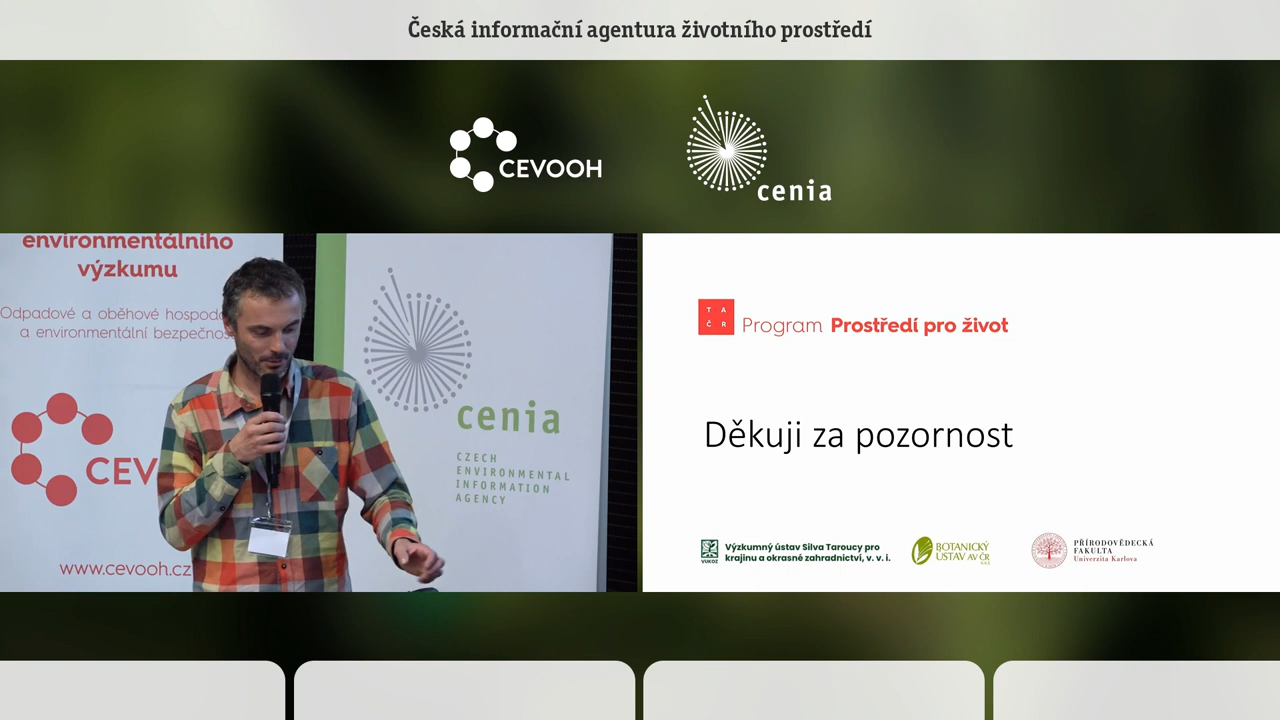 Česká informační agentura životního prostředí
CEVOOH
cenia
environmentálního
výzkumu
Odpadové a oběhové
a environmentální
CEV
www.cevooh.cz
cenia
CZECH
ENVIRONMENTAL
INFORMATION
AGENCY
TA
ČR
Program Prostředí pro život
Děkuji za pozornost
VUKOZ
Výzkumný ústav Silva Taroucy pro
krajinu a okrasné zahradnictví, v. v. i.
BOTANICKÝ
ÚSTAV AV ČR
PŘÍRODOVĚDECKÁ
FAKULTA
Univerzita Karlova